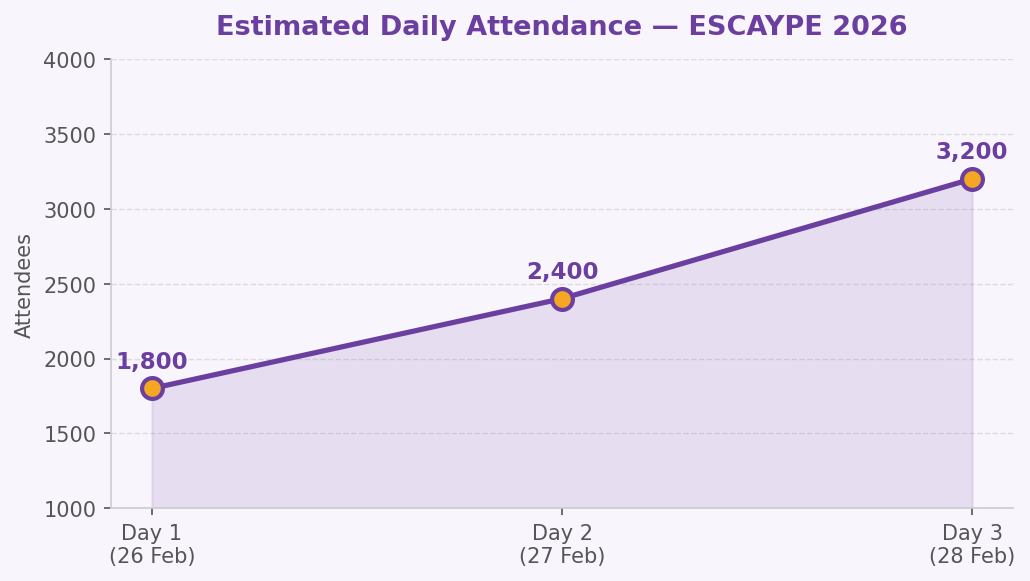 Estimated Daily Attendance — ESCAYPE 2026
Attendees
4000
3500
3000
2500
2000
1500
1000
1,800
2,400
3,200
Day 1
(26 Feb)
Day 2
(27 Feb)
Day 3
(28 Feb)